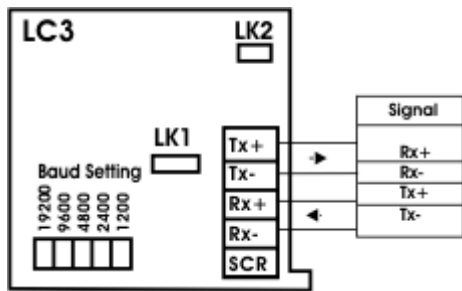 LC3
LK2
LK1
Baud Setting
19200
9600
4800
2400
1200
Tx+
Tx-
Rx+
Rx-
SCR
Signal
Rx+
Rx-
Tx+
Tx-